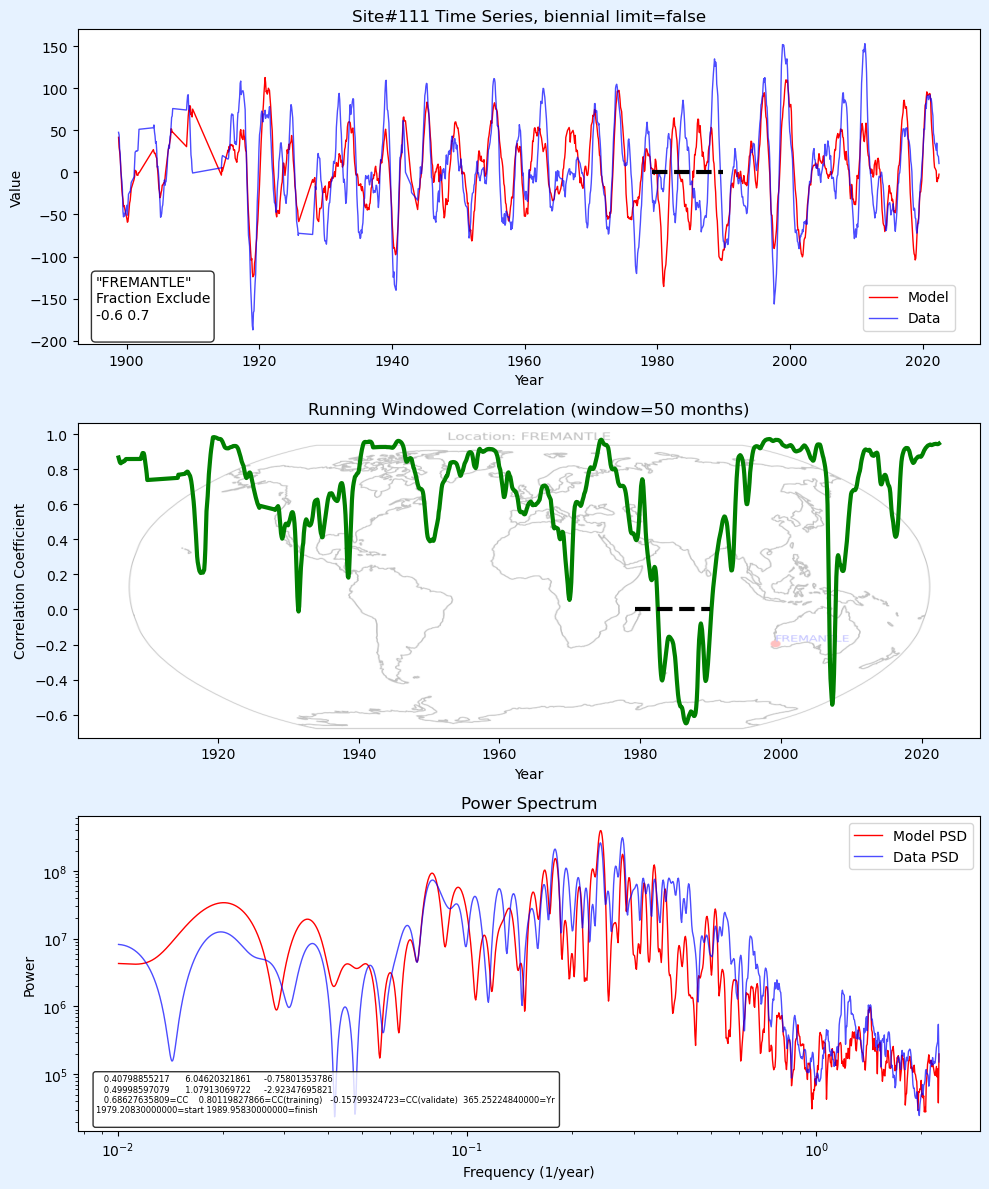 Site#111 Time Series, biennial limit=false
150
100
50
0
−50
−100
−150
−200
Value
"FREMANTLE"
Fraction Exclude
-0.6 0.7
Model
Data
1900
1920
1940
1960
1980
2000
2020
Year
Running Windowed Correlation (window=50 months)
Location: FREMANTLE
1.0
0.8
0.6
0.4
0.2
0.0
−0.2
−0.4
−0.6
Correlation Coefficient
FREMANTLE
1920
1940
1960
1980
2000
2020
Year
Power Spectrum
Model PSD
Data PSD
10^8
10^7
10^6
10^5
Power
0.40798855217 6.04620321861 -0.75801353786
0.49998597079 1.07913069722 -2.92347695821
0.68627635809=CC 0.80119827866=CC(training) -0.15799324723=CC(validate) 365.25224840000=Yr
1979.20830000000=start 1989.95830000000=finish
10^−2
10^−1
10^0
Frequency (1/year)